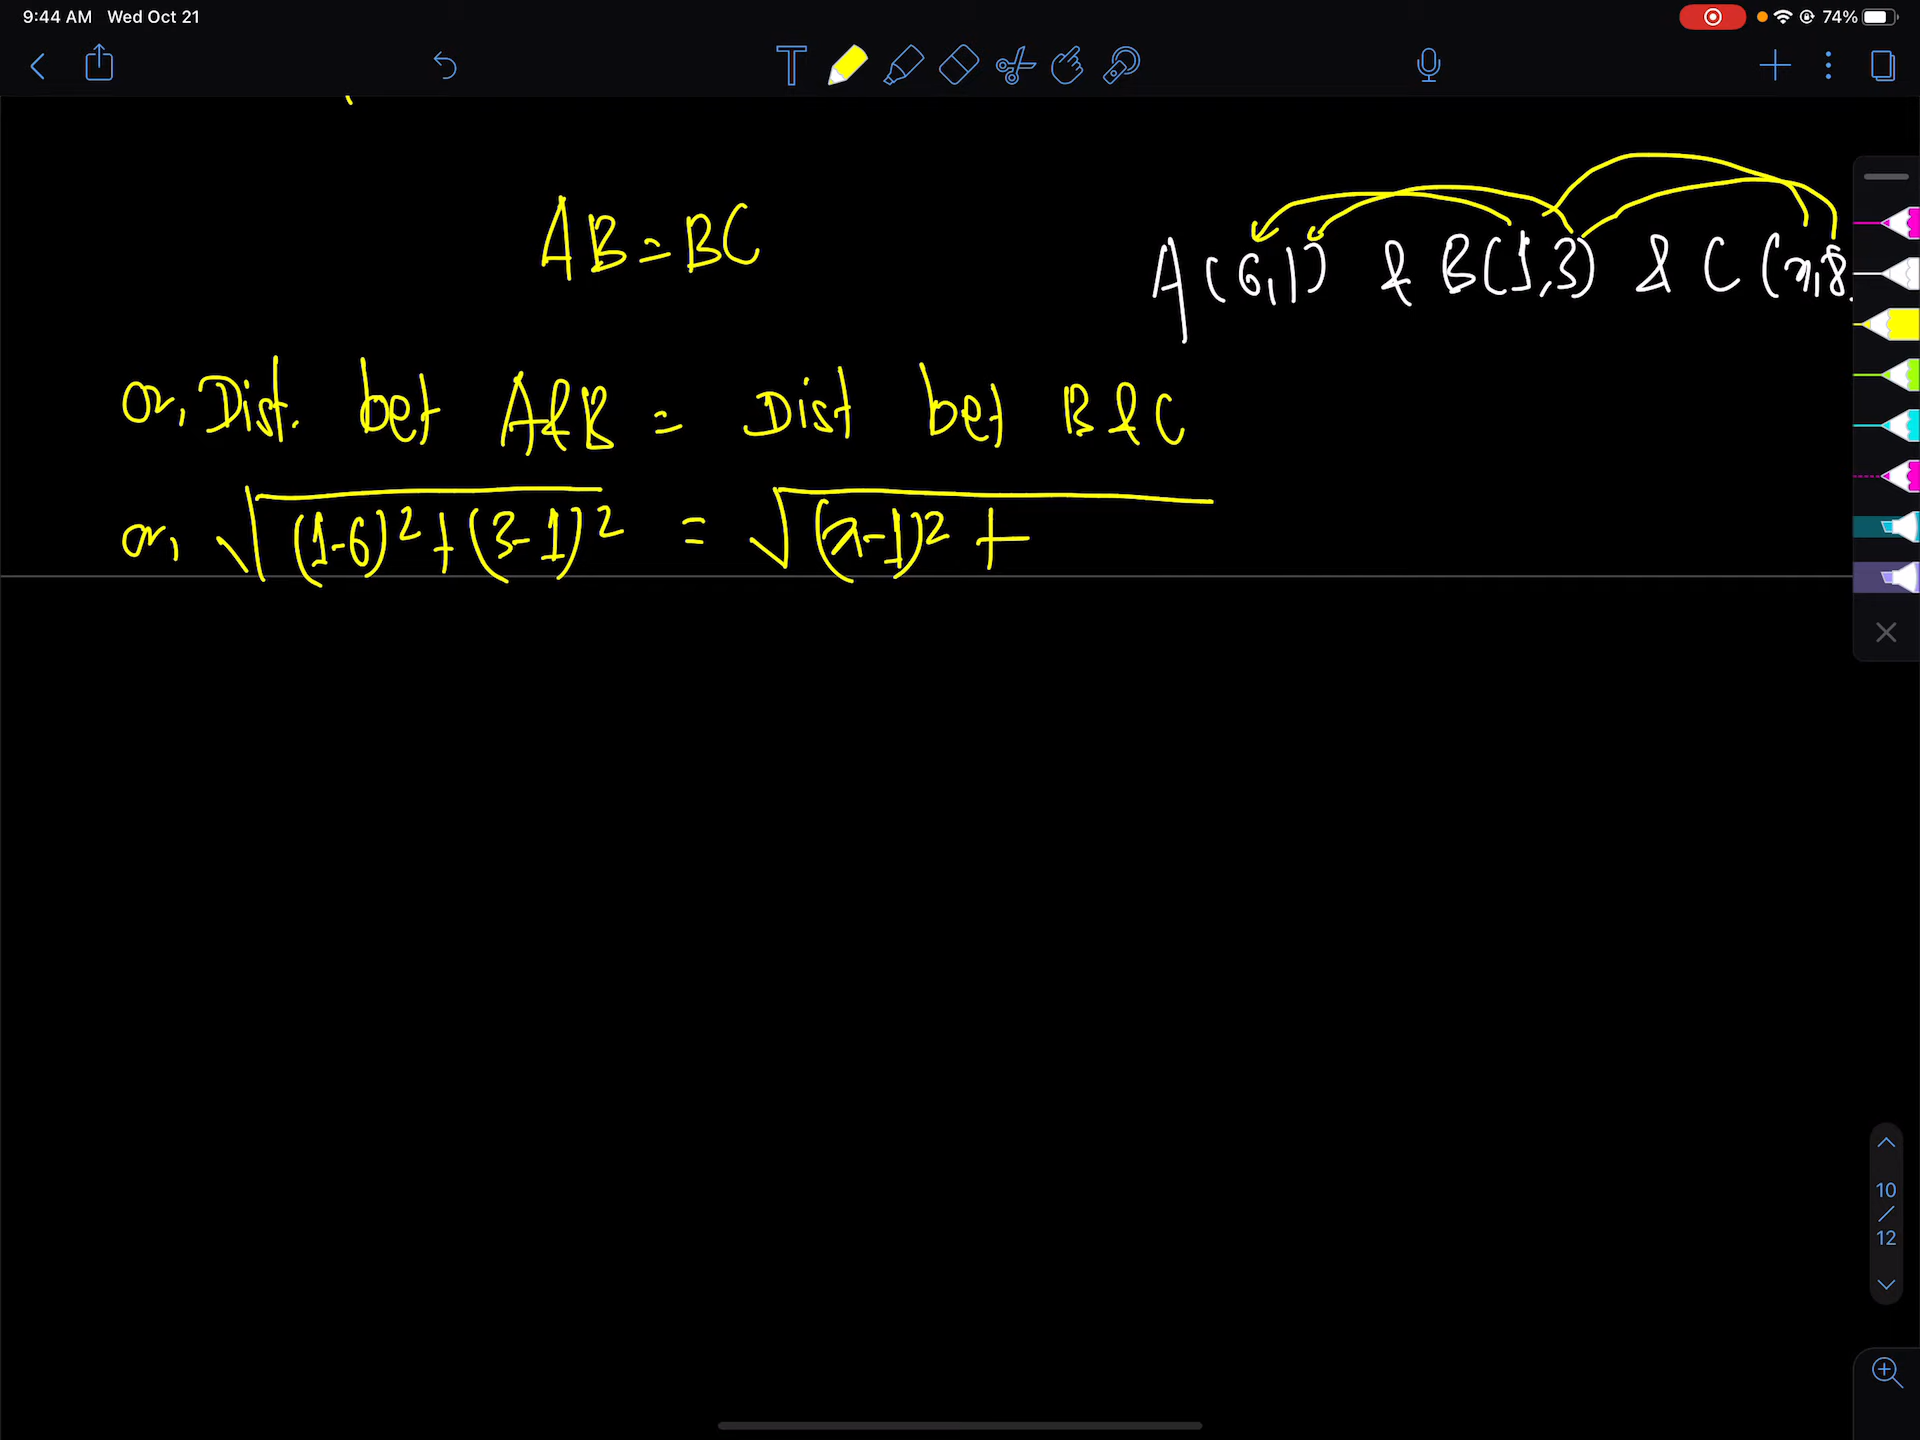 9:44 AM Wed Oct 21
74%
AB=BC
A(6,1) & B(1,3) & C(x,8
or, Dist. bet A&B = Dist bet B&C
or, √(1-6)²+(3-1)² = √(x-1)² +
10
/
12